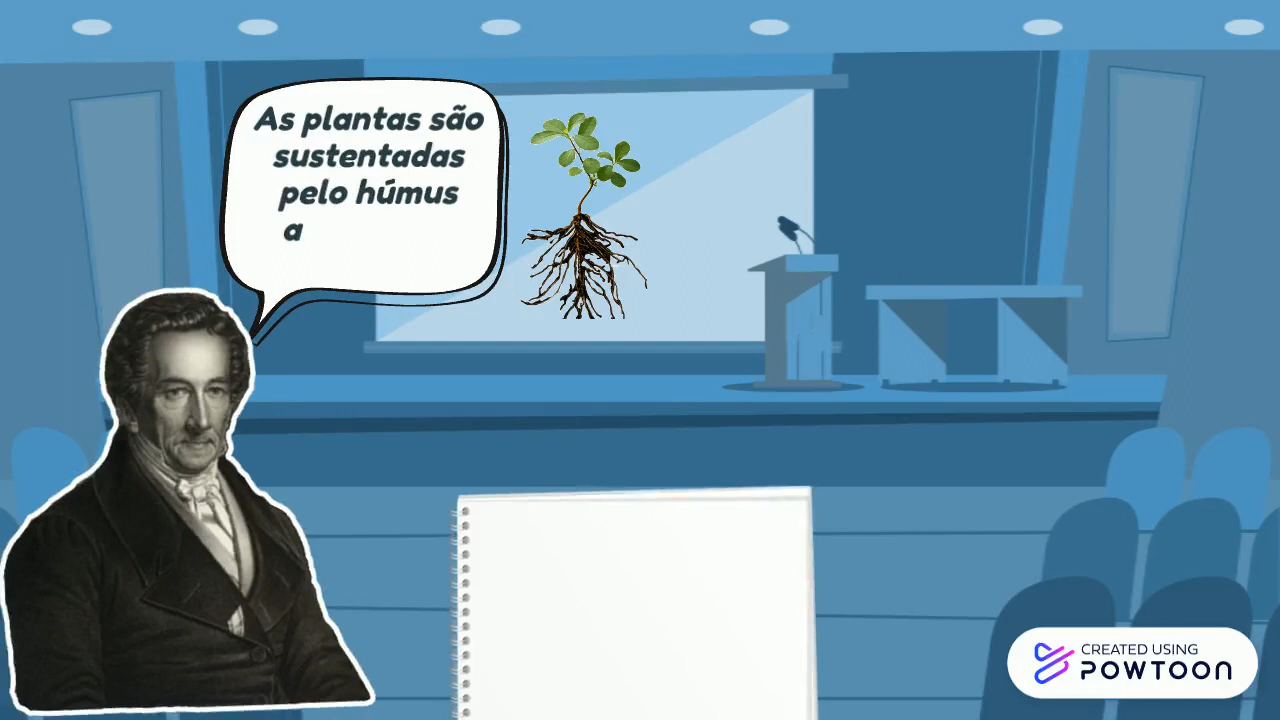 As plantas são
sustentadas
pelo húmus
a
CREATED USING
POWTOON